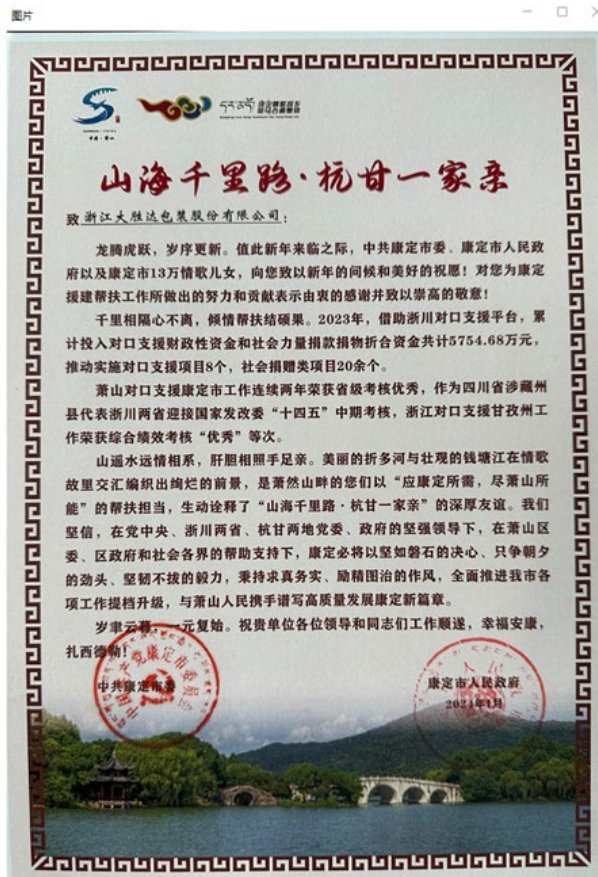 图片
山海千里路·杭甘一家亲
致 浙江大胜达包装股份有限公司：
龙腾虎跃，岁序更新。值此新年来临之际，中共康定市委、康定市人民政
府以及康定市13万情歌儿女，向您致以新年的问候和美好的祝愿！对您为康定
援建帮扶工作所做出的努力和贡献表示由衷的感谢并致以崇高的敬意！
千里相隔心不离，倾情帮扶结硕果。2023年，借助浙川对口支援平台，累
计投入对口支援财政性资金和社会力量捐款捐物折合资金共计5754.68万元，
推动实施对口支援项目8个，社会捐赠类项目20余个。
萧山对口支援康定市工作连续两年荣获省级考核优秀，作为四川省涉藏州
县代表浙川两省迎接国家发改委“十四五”中期考核，浙江对口支援甘孜州工
作荣获综合绩效考核“优秀”等次。
山遥水远情相系，肝胆相照手足亲。美丽的折多河与壮观的钱塘江在情歌
故里交汇编织出绚烂的前景，是萧然山畔的您们以“应康定所需，尽萧山所
能”的帮扶担当，生动诠释了“山海千里路·杭甘一家亲”的深厚友谊。我们
坚信，在党中央、浙川两省、杭甘两地党委、政府的坚强领导下，在萧山区
委、区政府和社会各界的帮助支持下，康定必将以坚如磐石的决心、只争朝夕
的劲头、坚韧不拔的毅力，秉持求真务实、励精图治的作风，全面推进我市各
项工作提档升级，与萧山人民携手谱写高质量发展康定新篇章。
岁聿云暮，一元复始。祝贵单位各位领导和同志们工作顺遂，幸福安康，
扎西德勒！
中共康定市委
康定市人民政府
2024年1月